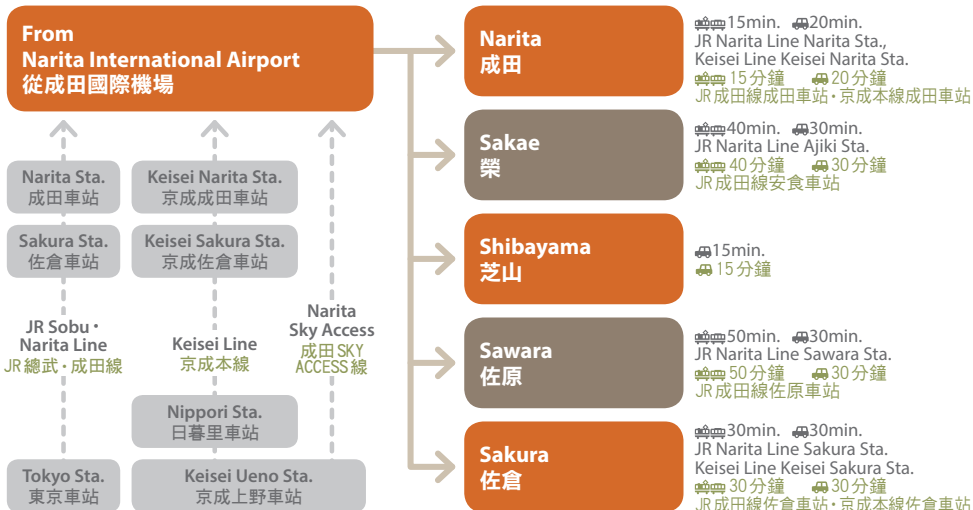 From
Narita International Airport
從成田國際機場
Narita Sta.
成田車站
Keisei Narita Sta.
京成成田車站
Sakura Sta.
佐倉車站
Keisei Sakura Sta.
京成佐倉車站
JR Sobu・
Narita Line
JR總武・成田線
Keisei Line
京成本線
Narita
Sky Access
成田SKY
ACCESS線
Nippori Sta.
日暮里車站
Tokyo Sta.
東京車站
Keisei Ueno Sta.
京成上野車站
Narita
成田
15min. 20min.
JR Narita Line Narita Sta.,
Keisei Line Keisei Narita Sta.
15分鐘 20分鐘
JR成田線成田車站・京成本線成田車站
Sakae
榮
40min. 30min.
JR Narita Line Ajiki Sta.
40分鐘 30分鐘
JR成田線安食車站
Shibayama
芝山
15min.
15分鐘
Sawara
佐原
50min. 30min.
JR Narita Line Sawara Sta.
50分鐘 30分鐘
JR成田線佐原車站
Sakura
佐倉
30min. 30min.
JR Narita Line Sakura Sta.
Keisei Line Keisei Sakura Sta.
30分鐘 30分鐘
JR成田線佐倉車站・京成本線佐倉車站